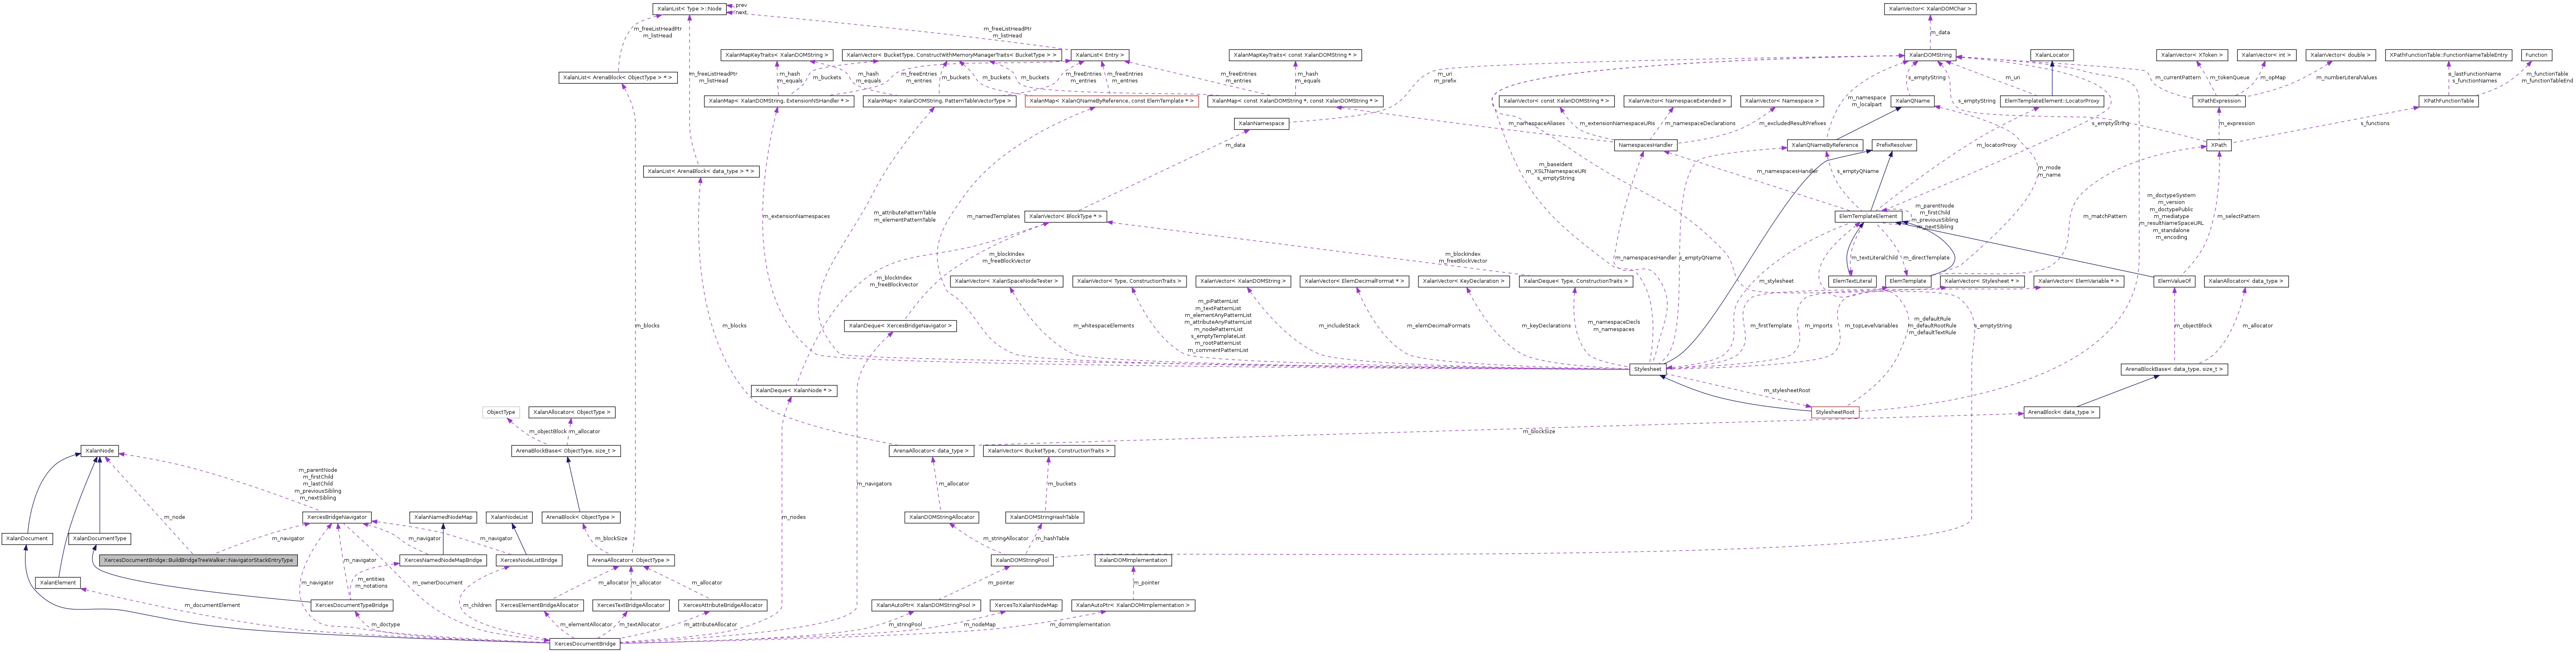 XalanList< Type >::Node
prev
next
XalanVector< XalanDOMChar >
m_freeListHeadPtr
m_listHead
m_freeListHeadPtr
m_listHead
m_data
XalanMapKeyTraits< XalanDOMString >
XalanVector< BucketType, ConstructWithMemoryManagerTraits< BucketType > >
XalanList< Entry >
XalanMapKeyTraits< const XalanDOMString * >
XalanDOMString
XalanLocator
XalanVector< XToken >
XalanVector< int >
XalanVector< double >
XPathFunctionTable::FunctionNameTableEntry
Function
XalanList< ArenaBlock< ObjectType > * >
m_freeListHeadPtr
m_listHead
m_hash
m_equals
m_buckets
m_hash
m_equals
m_freeEntries
m_entries
m_buckets
m_buckets
m_buckets
m_freeEntries
m_entries
m_freeEntries
m_entries
m_freeEntries
m_entries
m_hash
m_equals
m_uri
m_prefix
s_emptyString
m_uri
m_currentPattern
m_tokenQueue
m_opMap
m_numberLiteralValues
s_lastFunctionName
s_functionNames
m_functionTable
m_functionTableEnd
XalanMap< XalanDOMString, ExtensionNSHandler * >
XalanMap< XalanDOMString, PatternTableVectorType >
XalanMap< XalanQNameByReference, const ElemTemplate * >
XalanMap< const XalanDOMString *, const XalanDOMString * >
XalanVector< const XalanDOMString * >
XalanVector< NamespaceExtended >
XalanVector< Namespace >
m_namespace
m_localpart
XalanQName
ElemTemplateElement::LocatorProxy
s_emptyString
XPathExpression
XPathFunctionTable
XalanNamespace
m_namespaceAliases
m_extensionNamespaceURIs
m_namespaceDeclarations
m_excludedResultPrefixes
s_emptyString
m_expression
s_functions
m_data
NamespacesHandler
XalanQNameByReference
PrefixResolver
m_locatorProxy
XPath
XalanList< ArenaBlock< data_type > * >
m_baseIdent
m_XSLTNamespaceURI
s_emptyString
m_namespacesHandler
s_emptyQName
m_mode
m_name
m_extensionNamespaces
m_attributePatternTable
m_elementPatternTable
m_namedTemplates
XalanVector< BlockType * >
ElemTemplateElement
m_parentNode
m_firstChild
m_previousSibling
m_nextSibling
m_matchPattern
m_doctypeSystem
m_version
m_doctypePublic
m_mediatype
m_resultNameSpaceURL
m_standalone
m_encoding
m_selectPattern
m_blockIndex
m_freeBlockVector
m_blockIndex
m_freeBlockVector
m_blockIndex
m_freeBlockVector
m_namespacesHandler
s_emptyQName
m_textLiteralChild
m_directTemplate
XalanVector< XalanSpaceNodeTester >
XalanVector< Type, ConstructionTraits >
XalanVector< XalanDOMString >
XalanVector< ElemDecimalFormat * >
XalanVector< KeyDeclaration >
XalanDeque< Type, ConstructionTraits >
m_stylesheet
ElemTextLiteral
ElemTemplate
XalanVector< Stylesheet * >
XalanVector< ElemVariable * >
ElemValueOf
XalanAllocator< data_type >
m_blocks
m_blocks
XalanDeque< XercesBridgeNavigator >
m_whitespaceElements
m_piPatternList
m_textPatternList
m_elementAnyPatternList
m_attributeAnyPatternList
m_nodePatternList
s_emptyTemplateList
m_rootPatternList
m_commentPatternList
m_includeStack
m_elemDecimalFormats
m_keyDeclarations
m_namespaceDecls
m_namespaces
m_firstTemplate
m_imports
m_topLevelVariables
m_defaultRule
m_defaultRootRule
m_defaultTextRule
s_emptyString
m_objectBlock
m_allocator
Stylesheet
ArenaBlockBase< data_type, size_t >
XalanDeque< XalanNode * >
m_stylesheetRoot
ObjectType
XalanAllocator< ObjectType >
StylesheetRoot
ArenaBlock< data_type >
m_objectBlock
m_allocator
m_blockSize
XalanNode
ArenaBlockBase< ObjectType, size_t >
ArenaAllocator< data_type >
XalanVector< BucketType, ConstructionTraits >
m_parentNode
m_firstChild
m_lastChild
m_previousSibling
m_nextSibling
m_navigators
m_allocator
m_buckets
m_node
m_nodes
XercesBridgeNavigator
XalanNamedNodeMap
XalanNodeList
ArenaBlock< ObjectType >
XalanDOMStringAllocator
XalanDOMStringHashTable
XalanDocument
XalanDocumentType
m_navigator
m_navigator
m_navigator
m_blockSize
m_stringAllocator
m_hashTable
XercesDocumentBridge::BuildBridgeTreeWalker::NavigatorStackEntryType
m_navigator
XercesNamedNodeMapBridge
XercesNodeListBridge
ArenaAllocator< ObjectType >
XalanDOMStringPool
XalanDOMImplementation
XalanElement
m_navigator
m_entities
m_notations
m_ownerDocument
m_allocator
m_allocator
m_allocator
m_pointer
m_pointer
m_documentElement
XercesDocumentTypeBridge
m_children
XercesElementBridgeAllocator
XercesTextBridgeAllocator
XercesAttributeBridgeAllocator
XalanAutoPtr< XalanDOMStringPool >
XercesToXalanNodeMap
XalanAutoPtr< XalanDOMImplementation >
m_doctype
m_elementAllocator
m_textAllocator
m_attributeAllocator
m_stringPool
m_nodeMap
m_domImplementation
XercesDocumentBridge